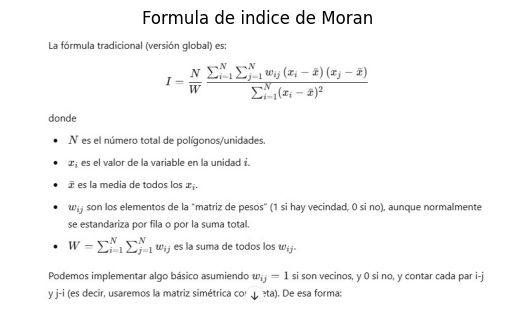 Formula de indice de Moran
La fórmula tradicional (versión global) es:
I = \frac{N}{W} \frac{\sum_{i=1}^{N} \sum_{j=1}^{N} w_{ij} (x_i − \bar{x}) (x_j − \bar{x})}{\sum_{i=1}^{N} (x_i − \bar{x})^2}
donde
• N es el número total de polígonos/unidades.
• x_i es el valor de la variable en la unidad i.
• \bar{x} es la media de todos los x_i.
• w_{ij} son los elementos de la "matriz de pesos" (1 si hay vecindad, 0 si no), aunque normalmente
se estandariza por fila o por la suma total.
• W = \sum_{i=1}^{N} \sum_{j=1}^{N} w_{ij} es la suma de todos los w_{ij}.
Podemos implementar algo básico asumiendo w_{ij} = 1 si son vecinos, y 0 si no, y contar cada par i-j
y j-i (es decir, usaremos la matriz simétrica). De esa forma: